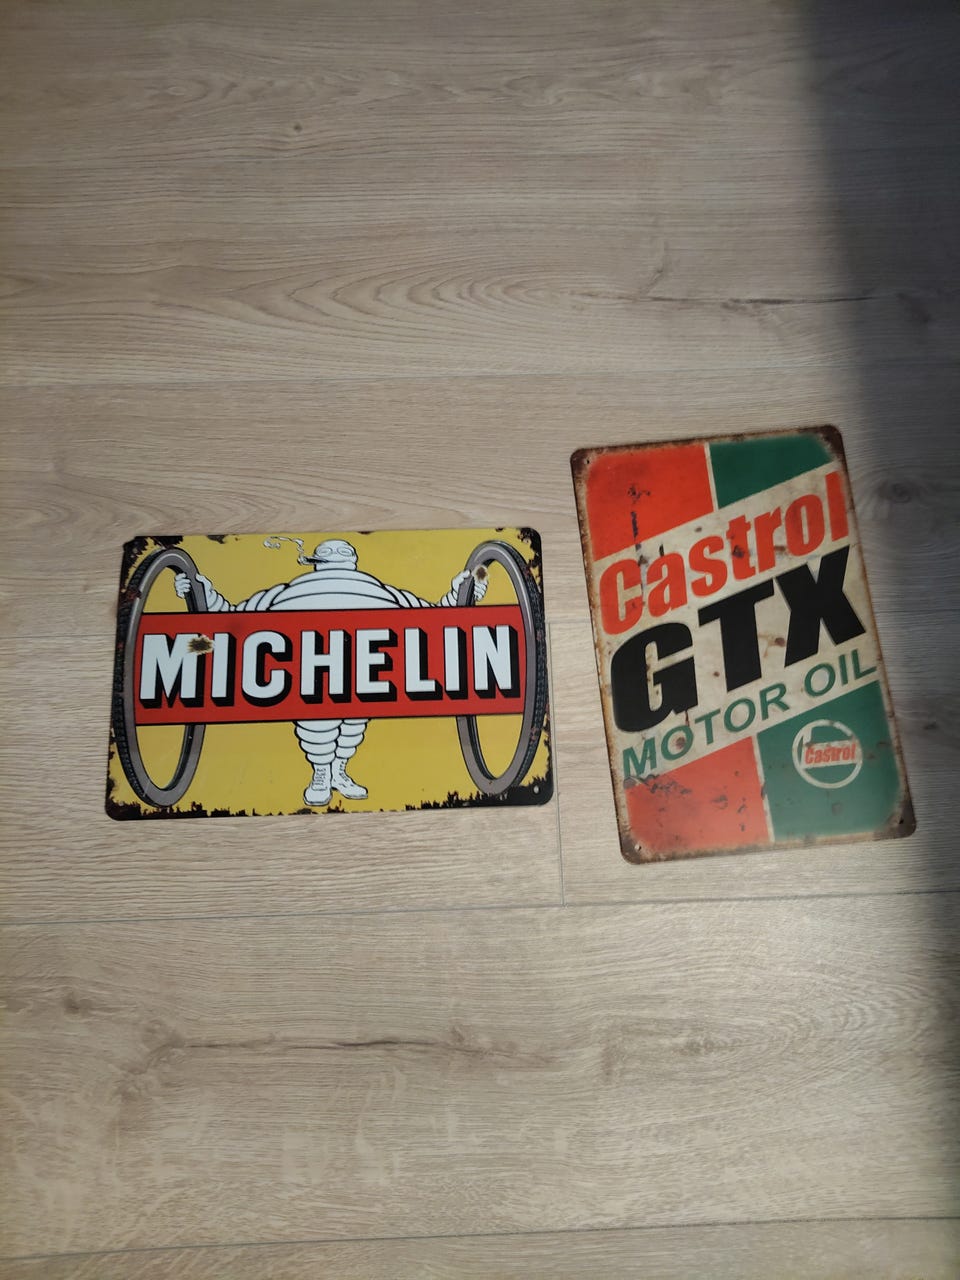 MICHELIN
Castrol
GTX
MOTOR OIL
Castrol